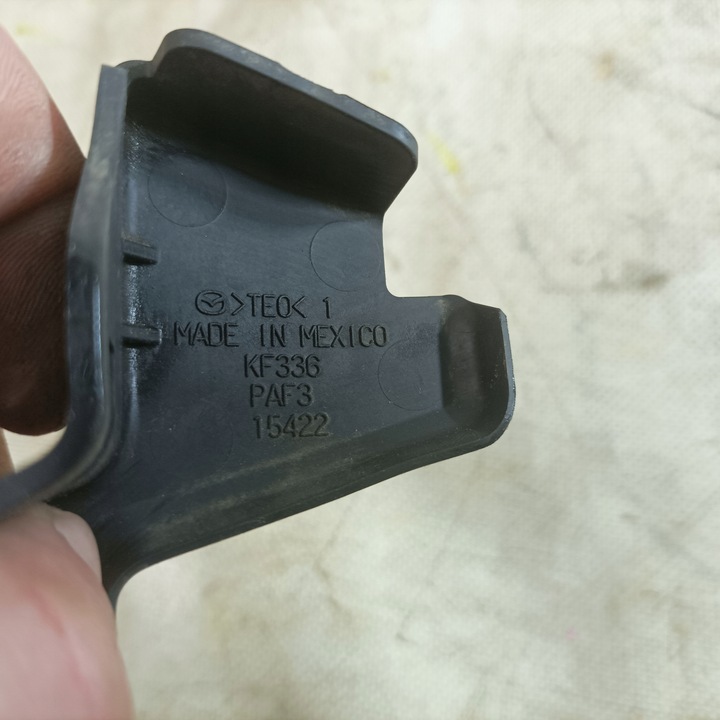 >TEO< 1
MADE IN MEXICO
KF336
PAF3
15422